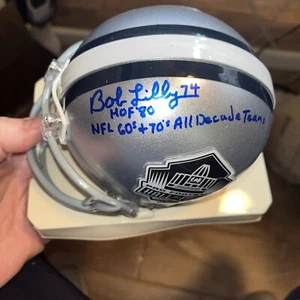 Bob Lilly 74
HOF '80
NFL 60s + 70s All Decade Teams